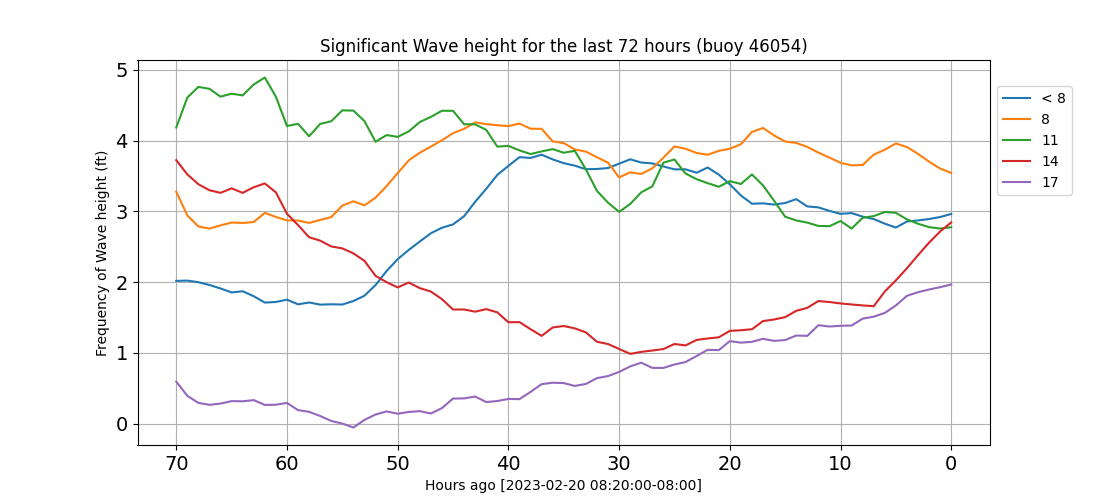 Significant Wave height for the last 72 hours (buoy 46054)
Frequency of Wave height (ft)
5
4
3
2
1
0
70 60 50 40 30 20 10 0
Hours ago [2023-02-20 08:20:00-08:00]
< 8
8
11
14
17